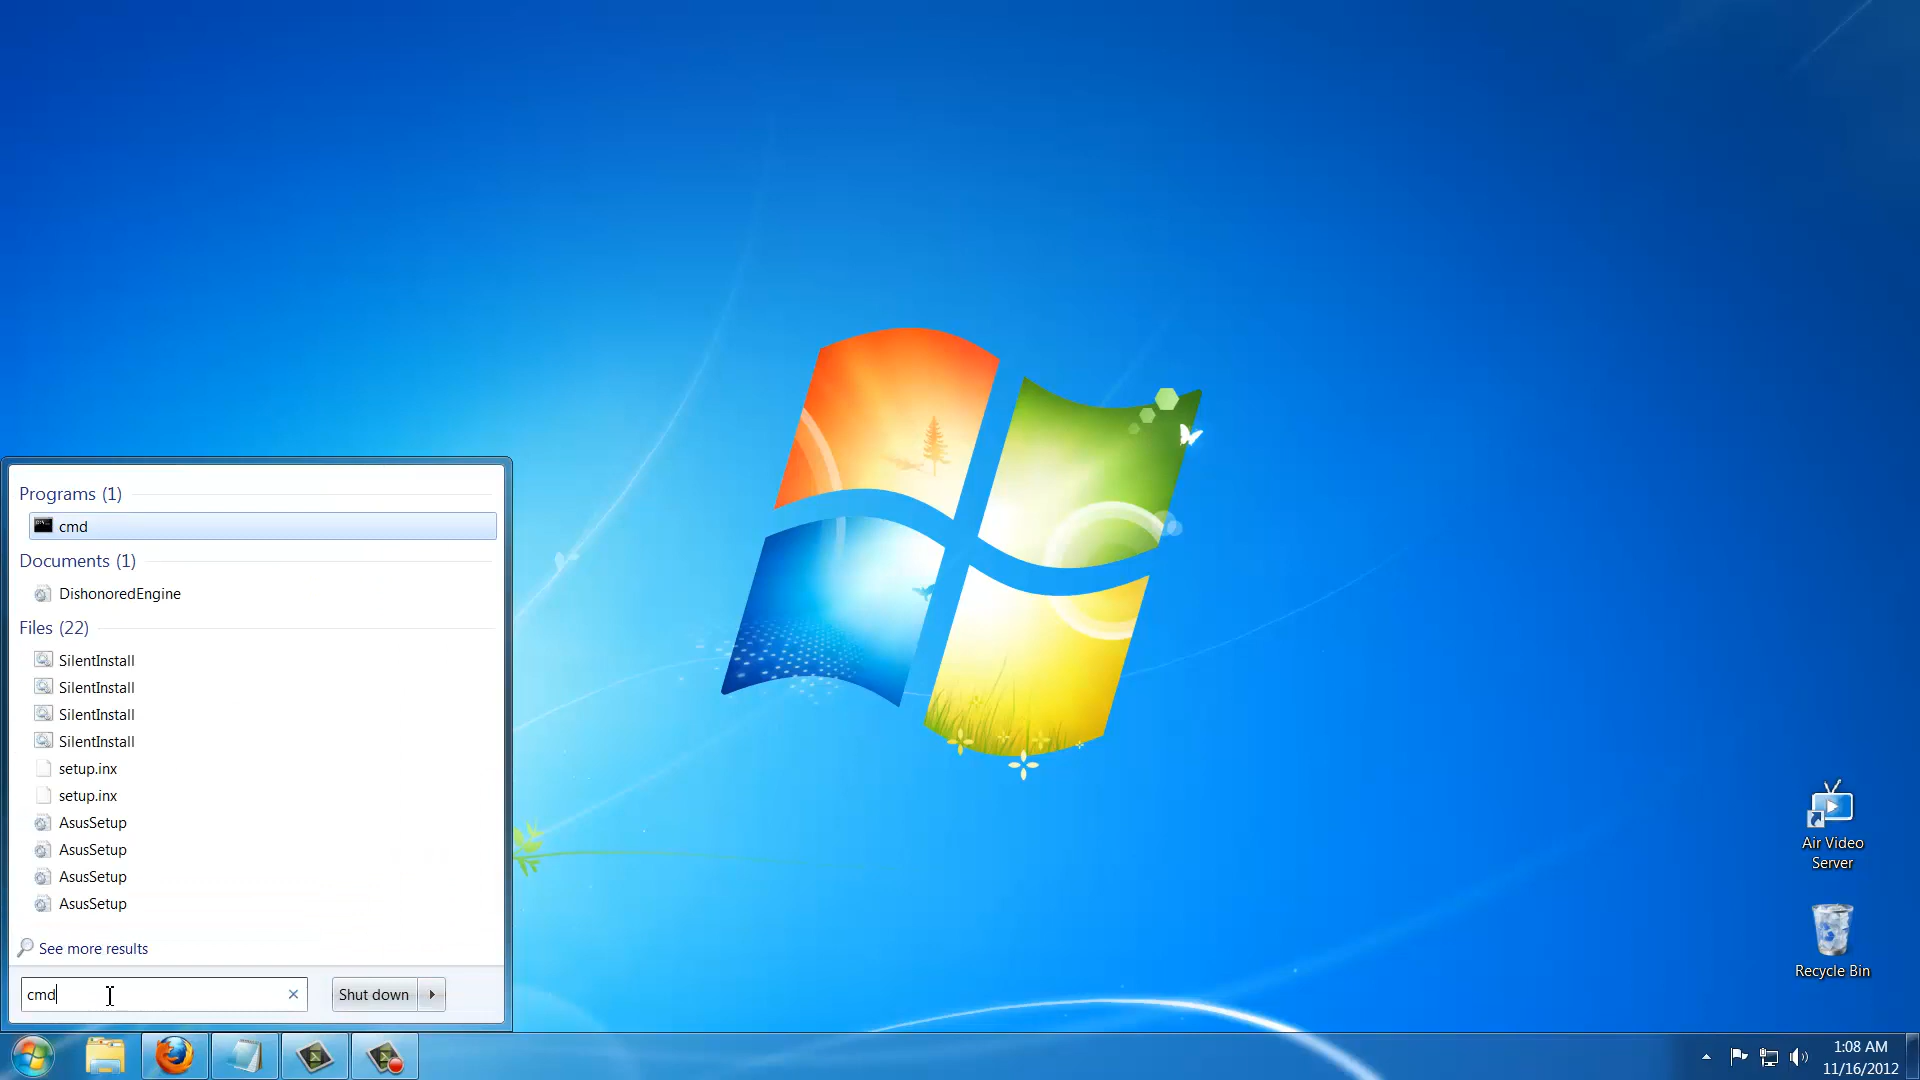 Programs (1)
cmd
Documents (1)
DishonoredEngine
Files (22)
SilentInstall
SilentInstall
SilentInstall
SilentInstall
setup.inx
setup.inx
AsusSetup
AsusSetup
AsusSetup
AsusSetup
See more results
cmd
Shut down
Air Video
Server
Recycle Bin
1:08 AM
11/16/2012